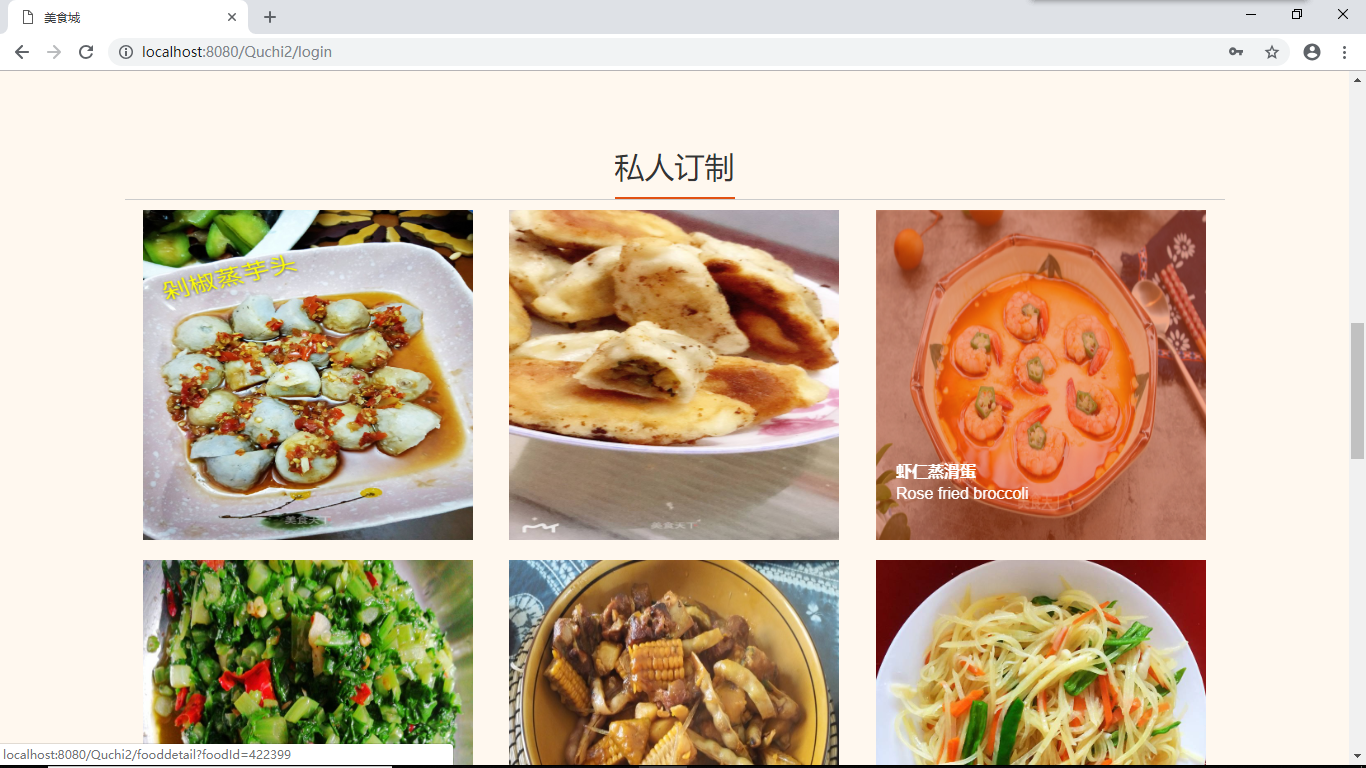 美食城
localhost:8080/Quchi2/login
私人订制
剁椒蒸芋头
美食天下
美食天下
虾仁蒸滑蛋
Rose fried broccoli
localhost:8080/Quchi2/fooddetail?foodId=422399